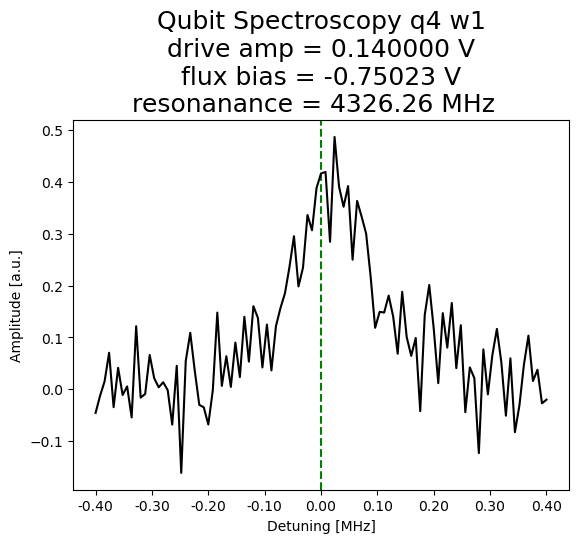 Qubit Spectroscopy q4 w1
drive amp = 0.140000 V
flux bias = -0.75023 V
resonanance = 4326.26 MHz
0.5
0.4
0.3
0.2
0.1
0.0
−0.1
Amplitude [a.u.]
-0.40 -0.30 -0.20 -0.10 0.00 0.10 0.20 0.30 0.40
Detuning [MHz]